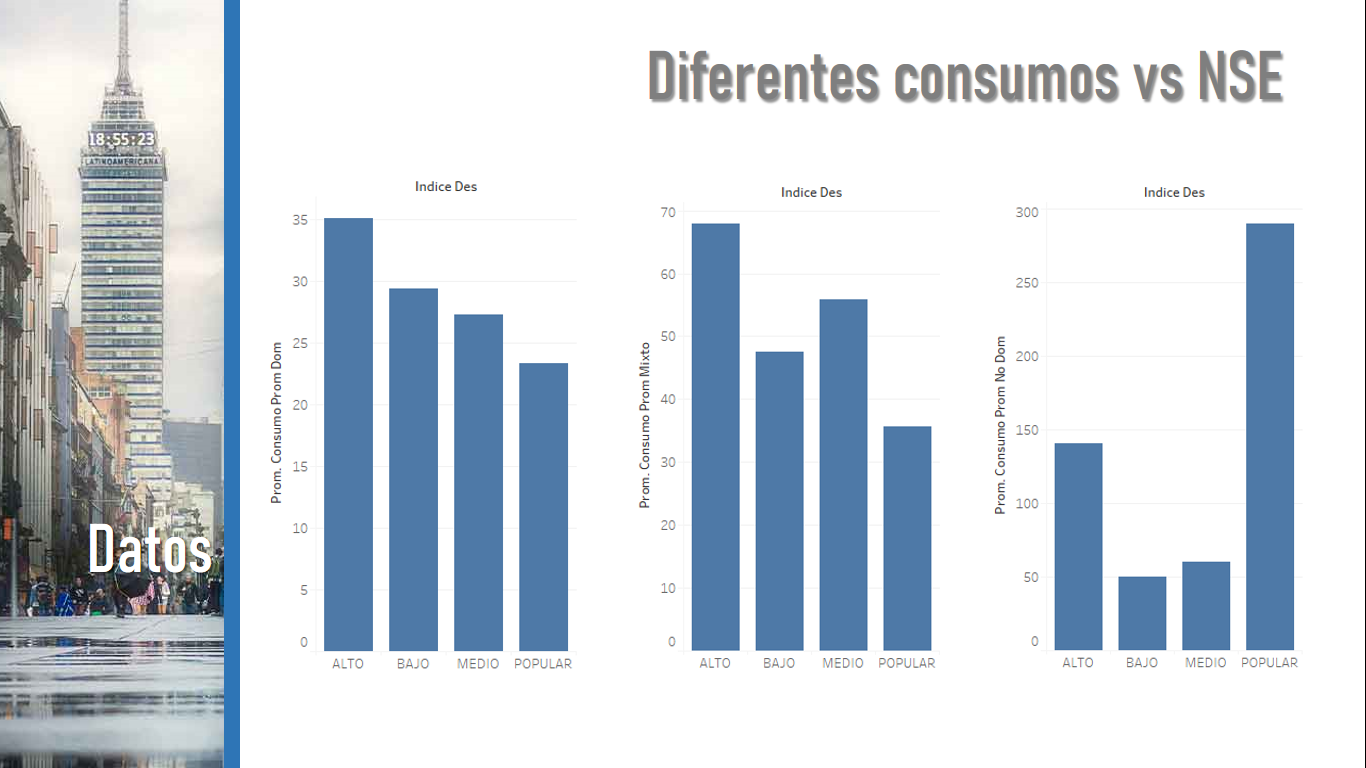 Diferentes consumos vs NSE
18:55:23
LATINOAMERICANA
Datos
Indice Des
Prom. Consumo Prom Dom
35
30
25
20
15
10
5
0
ALTO BAJO MEDIO POPULAR
Indice Des
Prom. Consumo Prom Mixto
70
60
50
40
30
20
10
0
ALTO BAJO MEDIO POPULAR
Indice Des
Prom. Consumo Prom No Dom
300
250
200
150
100
50
0
ALTO BAJO MEDIO POPULAR